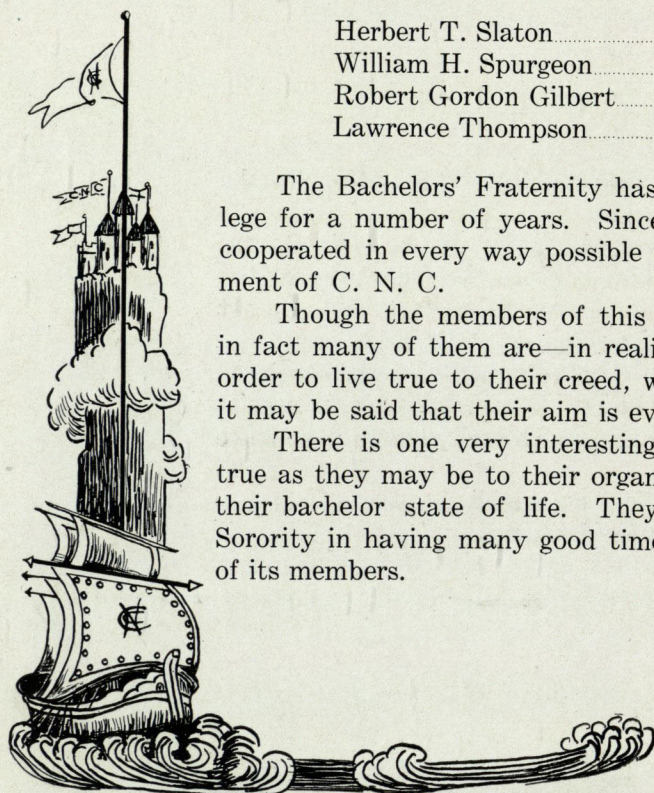 Herbert T. Slaton
William H. Spurgeon
Robert Gordon Gilbert
Lawrence Thompson
CNC
The Bachelors' Fraternity has
lege for a number of years. Since
cooperated in every way possible
ment of C. N. C.
Though the members of this
in fact many of them are—in reali
order to live true to their creed, w
it may be said that their aim is ev
There is one very interesting
true as they may be to their organ
their bachelor state of life. They
Sorority in having many good time
of its members.